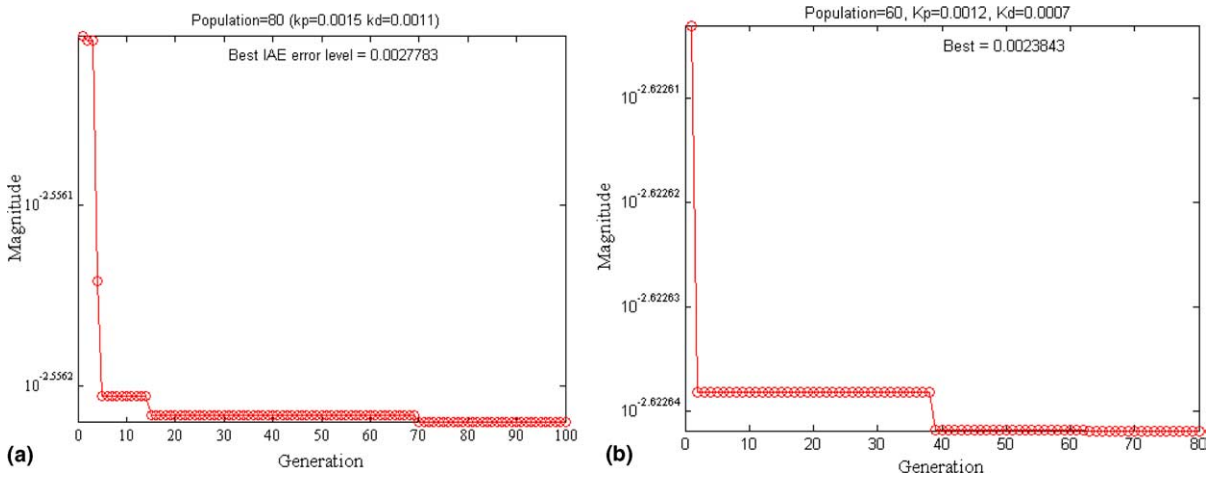 Population=80 (kp=0.0015 kd=0.0011)
Best IAE error level = 0.0027783
Magnitude
10^-2.5561
10^-2.5562
0 10 20 30 40 50 60 70 80 90 100
Generation
(a)
Population=60, Kp=0.0012, Kd=0.0007
Best = 0.0023843
Magnitude
10^-2.62261
10^-2.62262
10^-2.62263
10^-2.62264
0 10 20 30 40 50 60 70 80
Generation
(b)